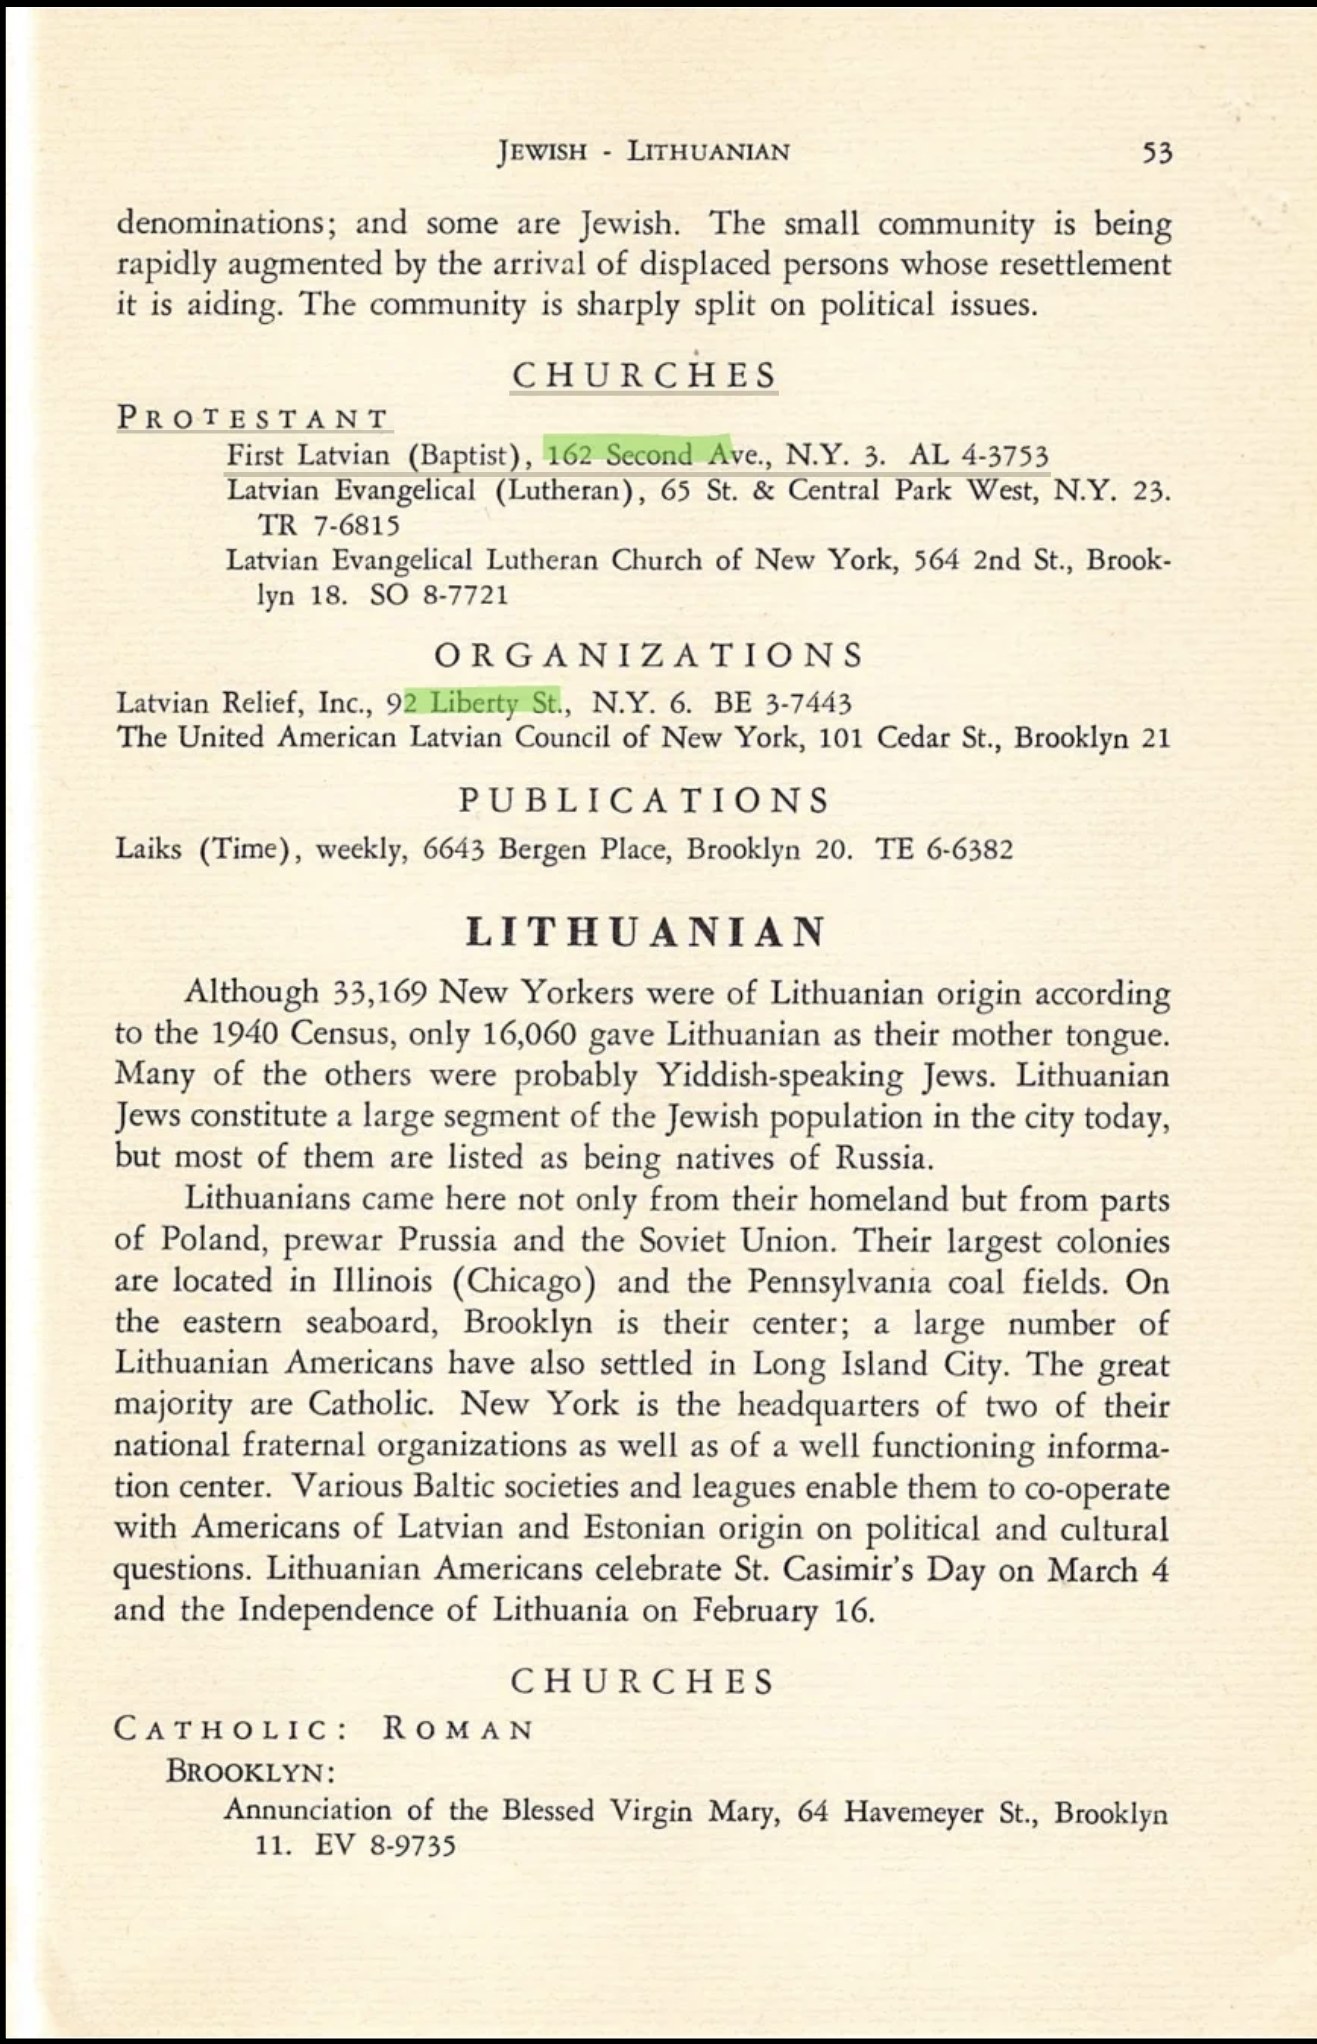 JEWISH - LITHUANIAN 53
denominations; and some are Jewish. The small community is being
rapidly augmented by the arrival of displaced persons whose resettlement
it is aiding. The community is sharply split on political issues.
CHURCHES
PROTESTANT
First Latvian (Baptist), 162 Second Ave., N.Y. 3. AL 4-3753
Latvian Evangelical (Lutheran), 65 St. & Central Park West, N.Y. 23.
TR 7-6815
Latvian Evangelical Lutheran Church of New York, 564 2nd St., Brook-
lyn 18. SO 8-7721
ORGANIZATIONS
Latvian Relief, Inc., 92 Liberty St., N.Y. 6. BE 3-7443
The United American Latvian Council of New York, 101 Cedar St., Brooklyn 21
PUBLICATIONS
Laiks (Time), weekly, 6643 Bergen Place, Brooklyn 20. TE 6-6382
LITHUANIAN
Although 33,169 New Yorkers were of Lithuanian origin according
to the 1940 Census, only 16,060 gave Lithuanian as their mother tongue.
Many of the others were probably Yiddish-speaking Jews. Lithuanian
Jews constitute a large segment of the Jewish population in the city today,
but most of them are listed as being natives of Russia.
Lithuanians came here not only from their homeland but from parts
of Poland, prewar Prussia and the Soviet Union. Their largest colonies
are located in Illinois (Chicago) and the Pennsylvania coal fields. On
the eastern seaboard, Brooklyn is their center; a large number of
Lithuanian Americans have also settled in Long Island City. The great
majority are Catholic. New York is the headquarters of two of their
national fraternal organizations as well as of a well functioning informa-
tion center. Various Baltic societies and leagues enable them to co-operate
with Americans of Latvian and Estonian origin on political and cultural
questions. Lithuanian Americans celebrate St. Casimir's Day on March 4
and the Independence of Lithuania on February 16.
CHURCHES
CATHOLIC: ROMAN
BROOKLYN:
Annunciation of the Blessed Virgin Mary, 64 Havemeyer St., Brooklyn
11. EV 8-9735